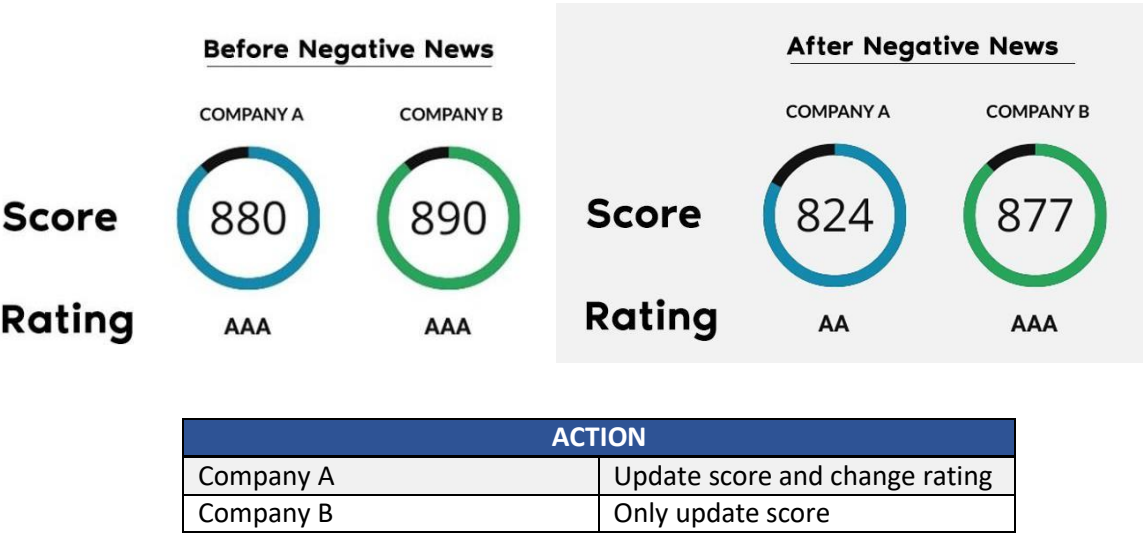 Before Negative News
COMPANY A COMPANY B
Score 880 890
Rating AAA AAA
After Negative News
COMPANY A COMPANY B
Score 824 877
Rating AA AAA
ACTION
Company A Update score and change rating
Company B Only update score